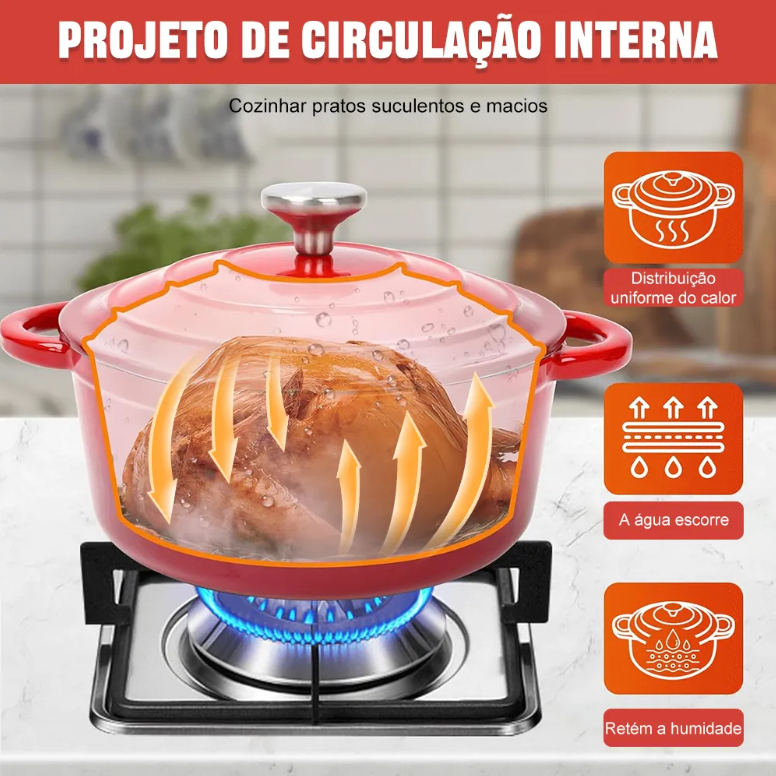 PROJETO DE CIRCULAÇÃO INTERNA
Cozinhar pratos suculentos e macios
Distribuição
uniforme do calor
A água escorre
Retém a humidade